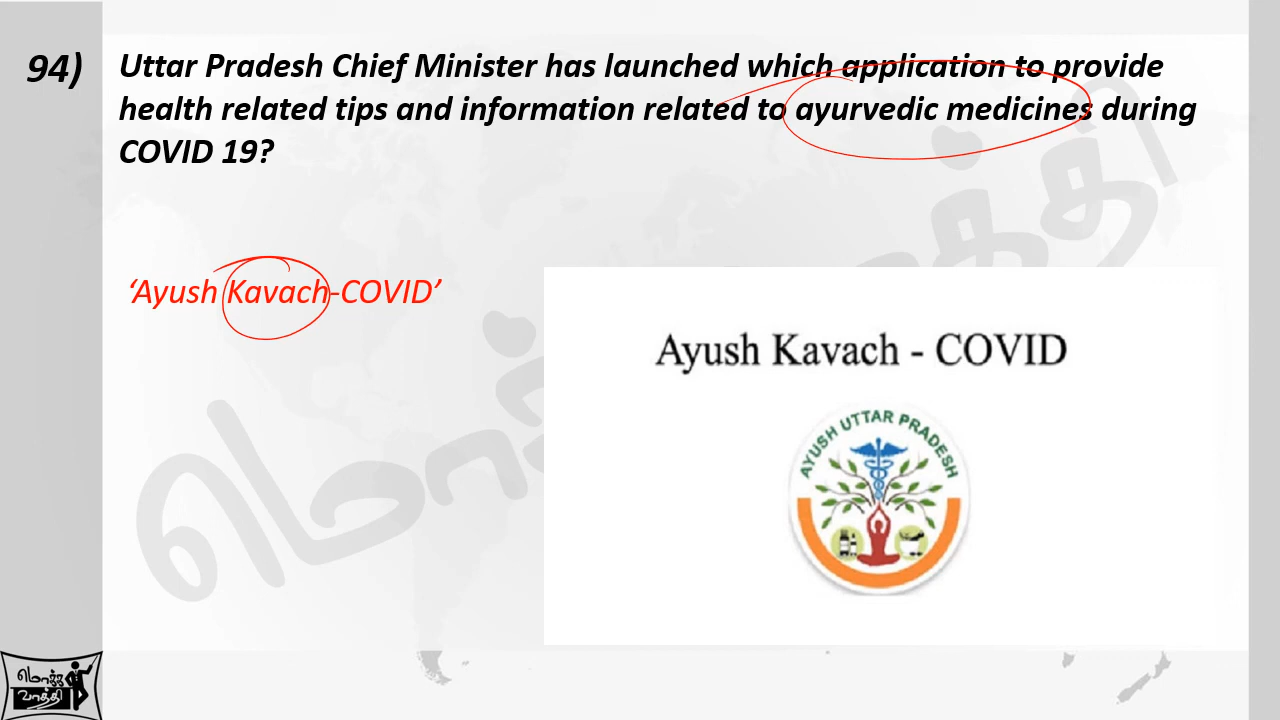 94)
Uttar Pradesh Chief Minister has launched which application to provide
health related tips and information related to ayurvedic medicines during
COVID 19?
‘Ayush Kavach-COVID’
Ayush Kavach - COVID
AYUSH UTTAR PRADESH
மொக்க
வாத்தி